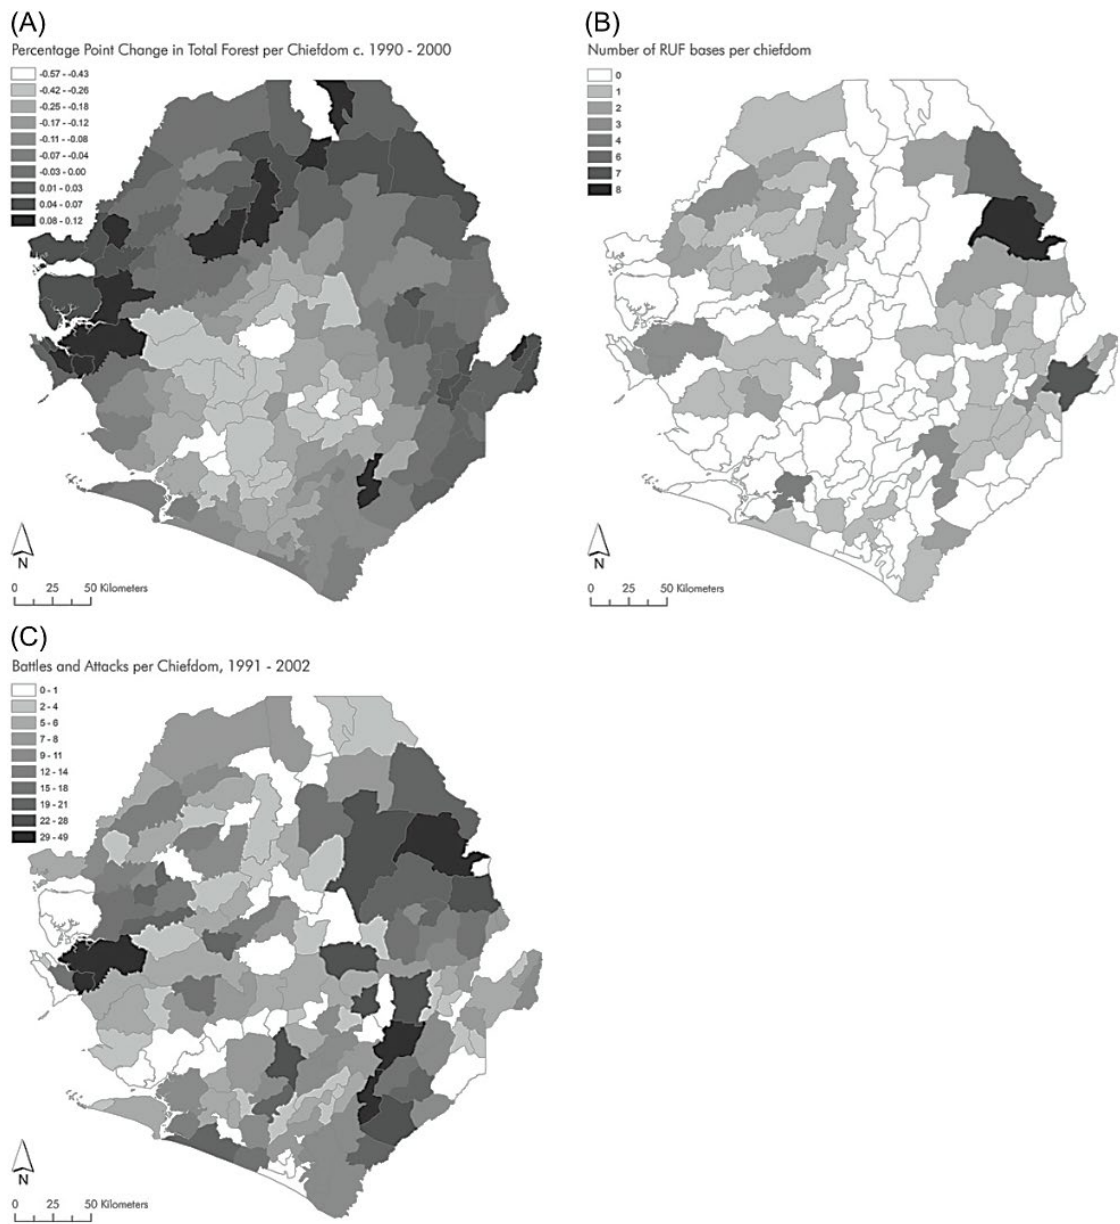 (A)
Percentage Point Change in Total Forest per Chiefdom c. 1990 - 2000
-0.57 - -0.43
-0.42 - -0.26
-0.25 - -0.18
-0.17 - -0.12
-0.11 - -0.08
-0.07 - -0.04
-0.03 - 0.00
0.01 - 0.03
0.04 - 0.07
0.08 - 0.12
N
0 25 50 Kilometers
(B)
Number of RUF bases per chiefdom
0
1
2
3
4
6
7
8
N
0 25 50 Kilometers
(C)
Battles and Attacks per Chiefdom, 1991 - 2002
0 - 1
2 - 4
5 - 6
7 - 8
9 - 11
12 - 14
15 - 18
19 - 21
22 - 28
29 - 49
N
0 25 50 Kilometers